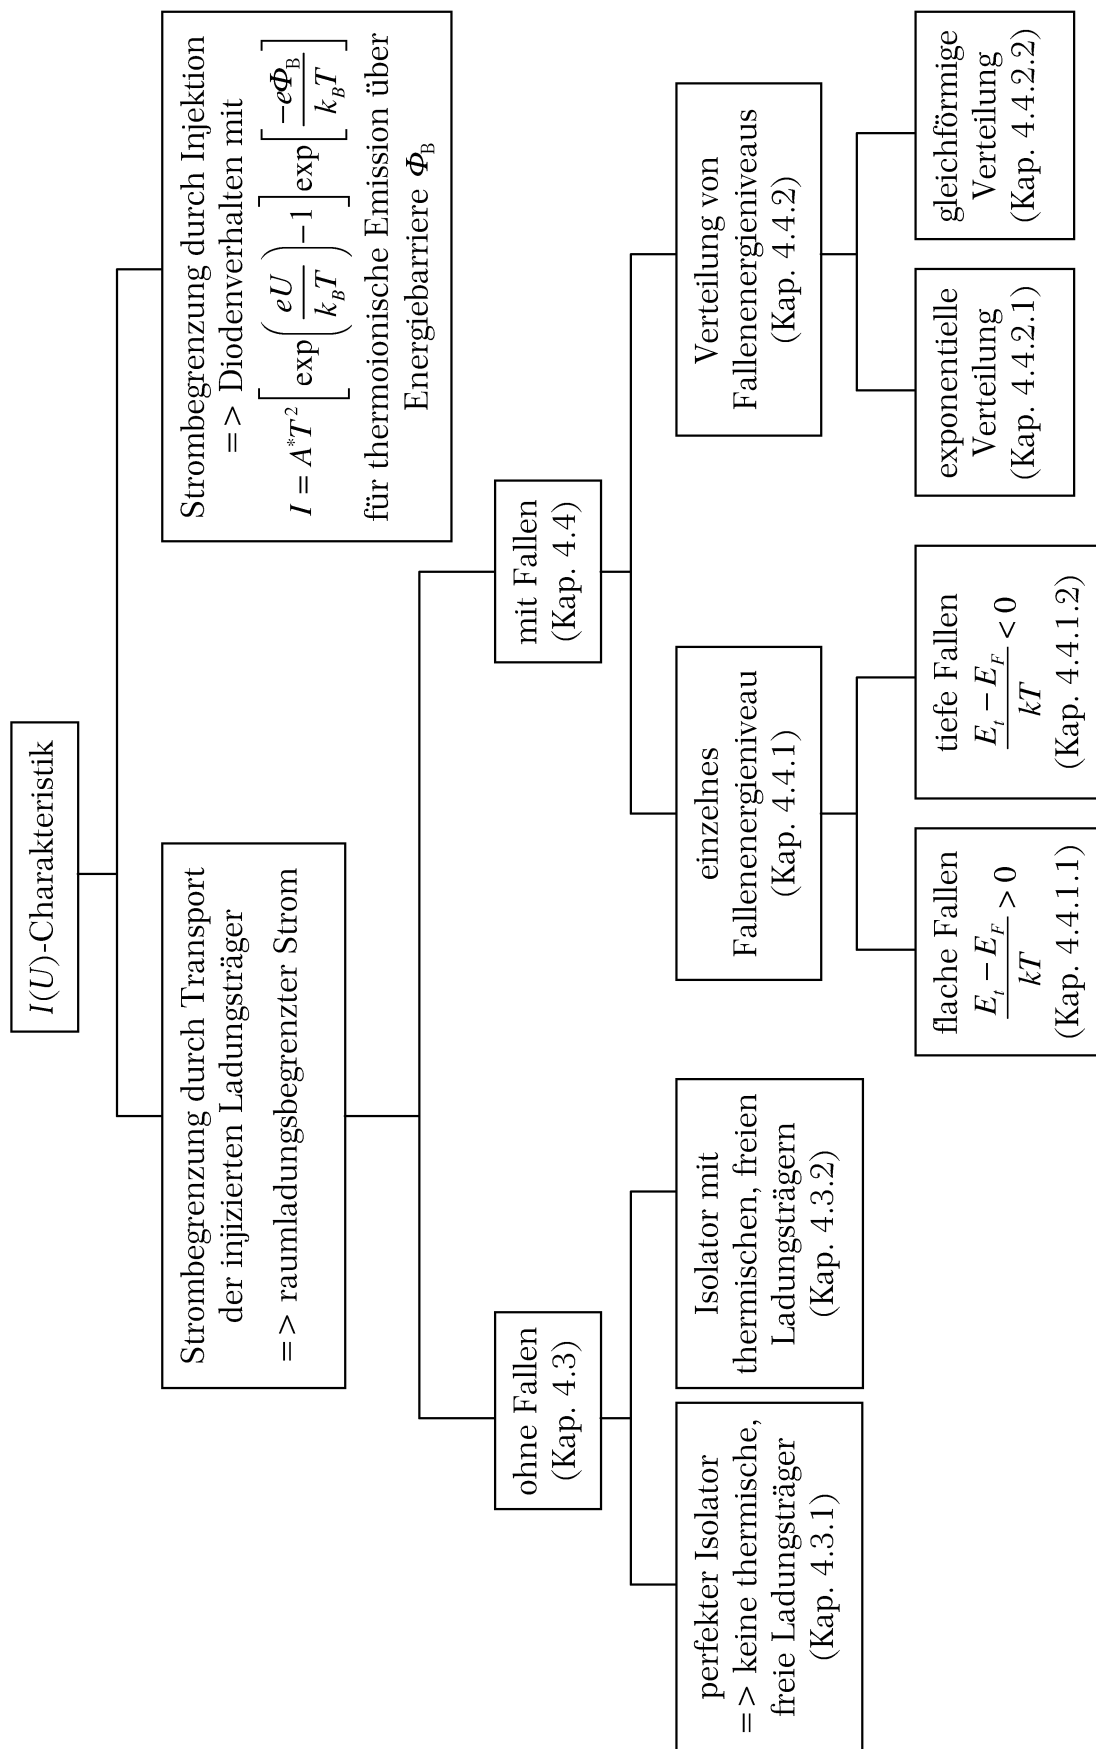 I(U)-Charakteristik
Strombegrenzung durch Transport
der injizierten Ladungsträger
=> raumladungsbegrenzter Strom
Strombegrenzung durch Injektion
=> Diodenverhalten mit
I = A*T² [exp(eU/k_BT) −1] exp[−eΦ_B/k_BT]
für thermoionische Emission über
Energiebarriere Φ_B
ohne Fallen
(Kap. 4.3)
mit Fallen
(Kap. 4.4)
perfekter Isolator
=> keine thermische,
freie Ladungsträger
(Kap. 4.3.1)
Isolator mit
thermischen, freien
Ladungsträgern
(Kap. 4.3.2)
einzelnes
Fallenenergieniveau
(Kap. 4.4.1)
Verteilung von
Fallenenergieniveaus
(Kap. 4.4.2)
flache Fallen
E_t − E_F / kT > 0
(Kap. 4.4.1.1)
tiefe Fallen
E_t − E_F / kT < 0
(Kap. 4.4.1.2)
exponentielle
Verteilung
(Kap. 4.4.2.1)
gleichförmige
Verteilung
(Kap. 4.4.2.2)